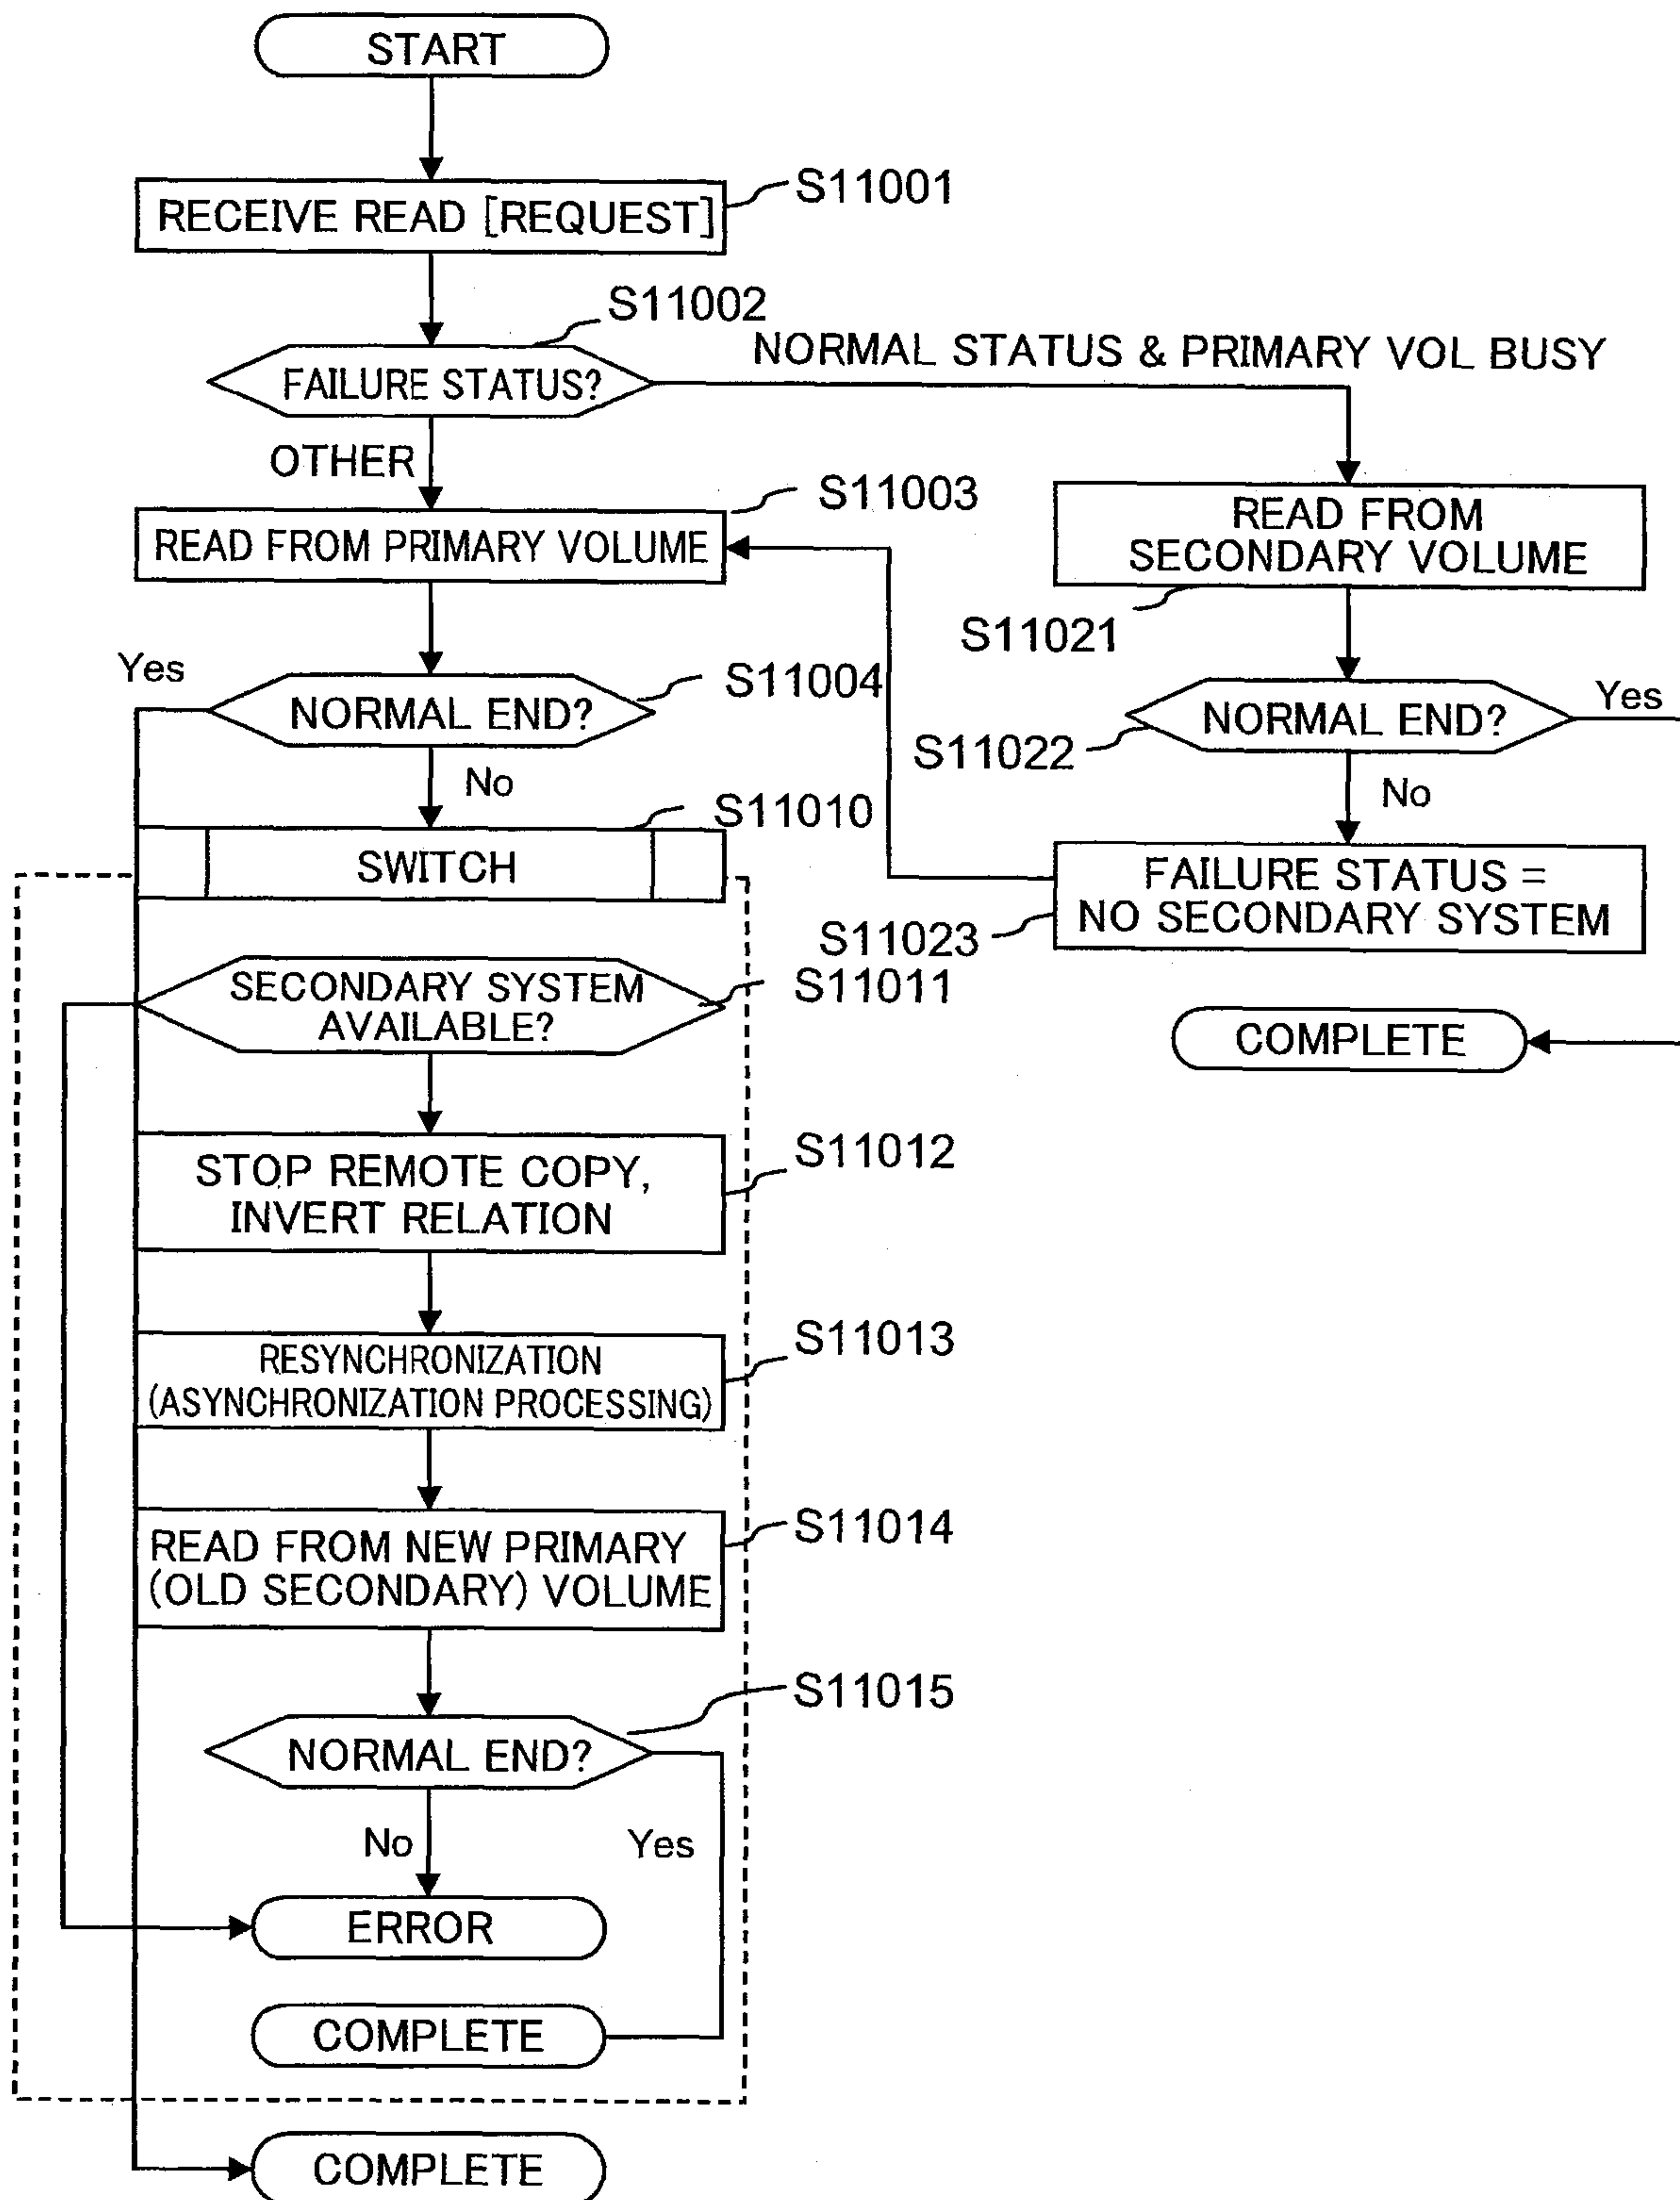 START
S11001
RECEIVE READ [REQUEST]
S11002
NORMAL STATUS & PRIMARY VOL BUSY
FAILURE STATUS?
OTHER
S11003
READ FROM PRIMARY VOLUME
READ FROM
SECONDARY VOLUME
S11021
Yes
S11004
NORMAL END?
No
Yes
NORMAL END?
S11022
No
S11010
SWITCH
FAILURE STATUS =
NO SECONDARY SYSTEM
S11023
SECONDARY SYSTEM
AVAILABLE?
S11011
COMPLETE
S11012
STOP REMOTE COPY,
INVERT RELATION
S11013
RESYNCHRONIZATION
(ASYNCHRONIZATION PROCESSING)
S11014
READ FROM NEW PRIMARY
(OLD SECONDARY) VOLUME
S11015
NORMAL END?
No
Yes
ERROR
COMPLETE
COMPLETE